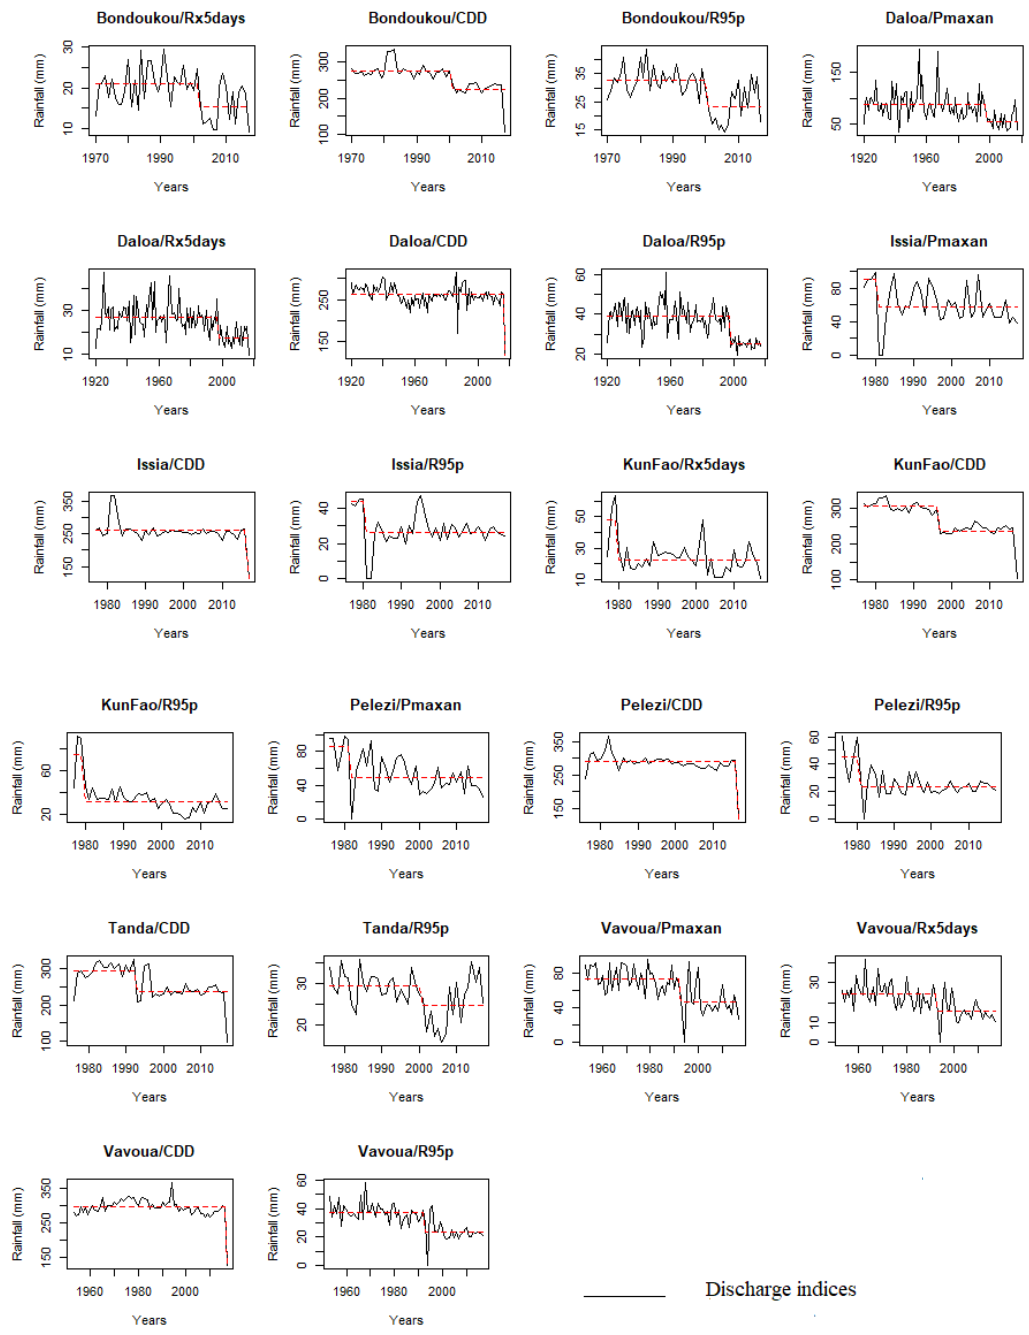 Bondoukou/Rx5days
Rainfall (mm)
10 20 30
1970 1990 2010
Years
Bondoukou/CDD
Rainfall (mm)
100 200 300
1970 1990 2010
Years
Bondoukou/R95p
Rainfall (mm)
15 25 35
1970 1990 2010
Years
Daloa/Pmaxan
Rainfall (mm)
50 150
1920 1960 2000
Years
Daloa/Rx5days
Rainfall (mm)
10 30
1920 1960 2000
Years
Daloa/CDD
Rainfall (mm)
150 250
1920 1960 2000
Years
Daloa/R95p
Rainfall (mm)
20 40 60
1920 1960 2000
Years
Issia/Pmaxan
Rainfall (mm)
0 40 80
1980 1990 2000 2010
Years
Issia/CDD
Rainfall (mm)
150 250 350
1980 1990 2000 2010
Years
Issia/R95p
Rainfall (mm)
0 20 40
1980 1990 2000 2010
Years
KunFao/Rx5days
Rainfall (mm)
10 30 50
1980 1990 2000 2010
Years
KunFao/CDD
Rainfall (mm)
100 200 300
1980 1990 2000 2010
Years
KunFao/R95p
Rainfall (mm)
20 60
1980 1990 2000 2010
Years
Pelezi/Pmaxan
Rainfall (mm)
0 40 80
1980 1990 2000 2010
Years
Pelezi/CDD
Rainfall (mm)
150 250 350
1980 1990 2000 2010
Years
Pelezi/R95p
Rainfall (mm)
0 20 40 60
1980 1990 2000 2010
Years
Tanda/CDD
Rainfall (mm)
100 200 300
1980 1990 2000 2010
Years
Tanda/R95p
Rainfall (mm)
20 30
1980 1990 2000 2010
Years
Vavoua/Pmaxan
Rainfall (mm)
0 40 80
1960 1980 2000
Years
Vavoua/Rx5days
Rainfall (mm)
0 20 40
1960 1980 2000
Years
Vavoua/CDD
Rainfall (mm)
150 250 350
1960 1980 2000
Years
Vavoua/R95p
Rainfall (mm)
0 20 40 60
1960 1980 2000
Years
Discharge indices